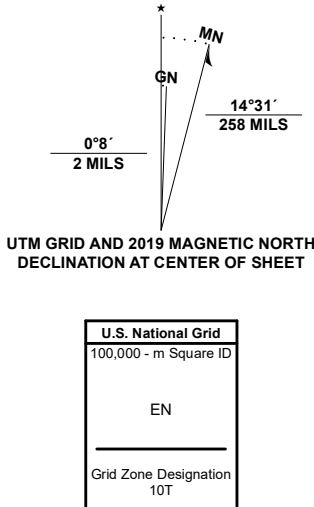 ★
MN
GN
14°31´
258 MILS
0°8´
2 MILS
UTM GRID AND 2019 MAGNETIC NORTH
DECLINATION AT CENTER OF SHEET
U.S. National Grid
100,000 - m Square ID
EN
Grid Zone Designation
10T